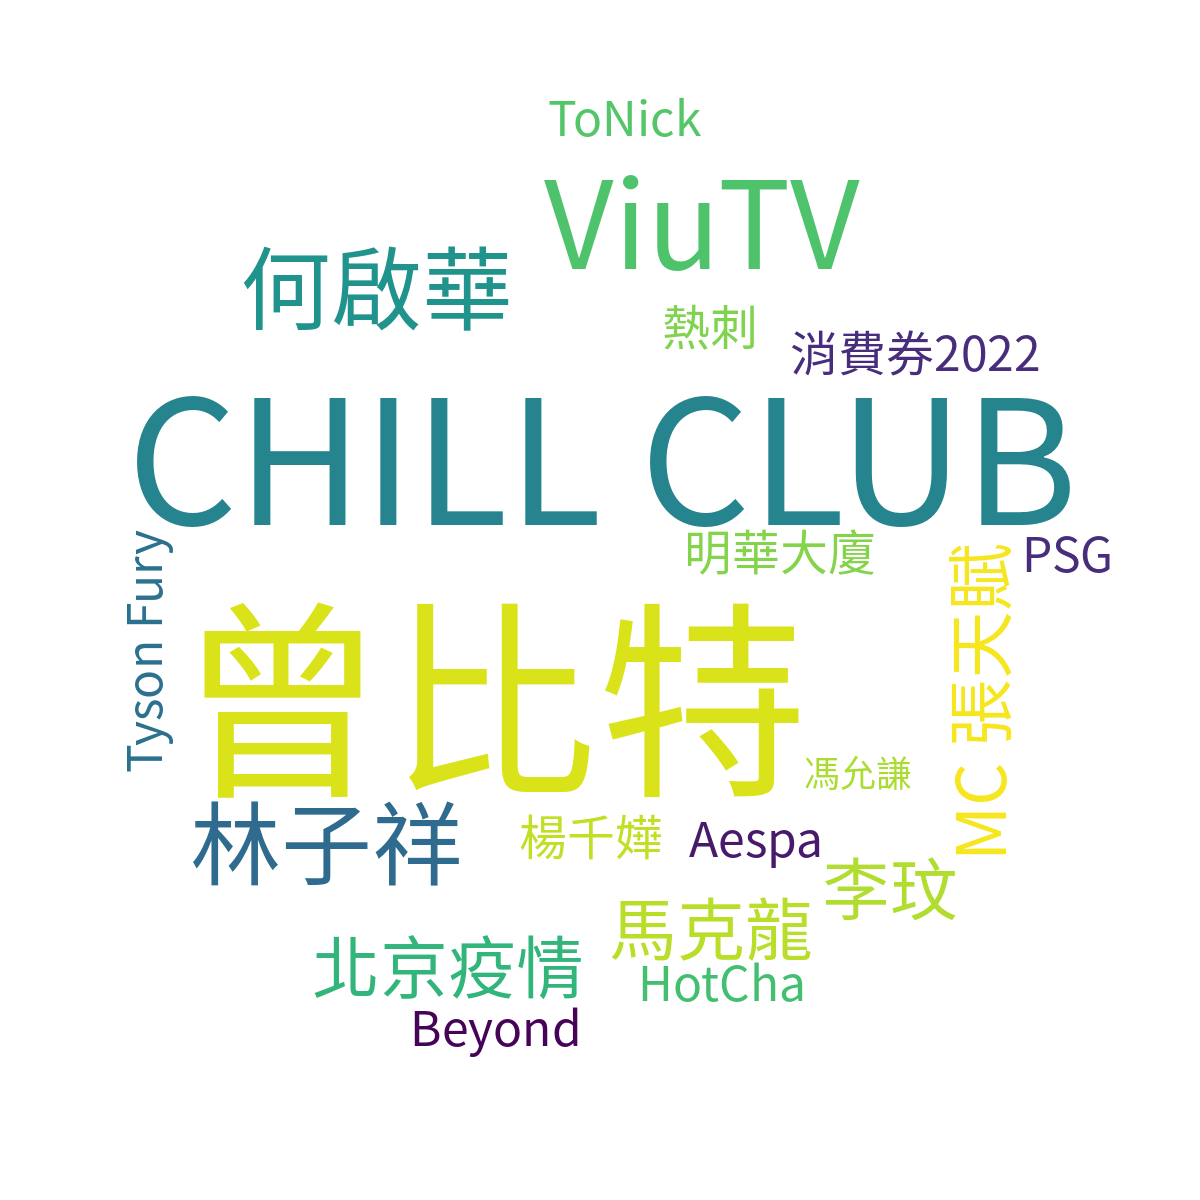 ToNick
ViuTV
何啟華
熱刺
消費券2022
CHILL CLUB
明華大廈
PSG
Tyson Fury
MC 張天賦
曾比特
馮允謙
林子祥
楊千嬅
Aespa
李玟
馬克龍
北京疫情
HotCha
Beyond